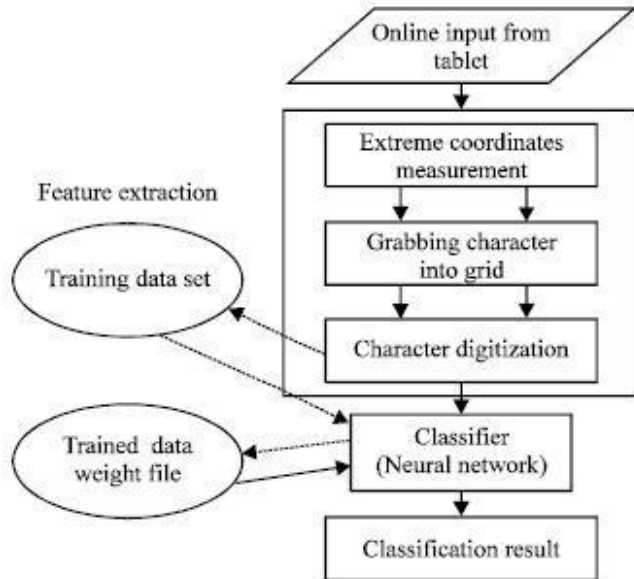 Online input from
tablet
Extreme coordinates
measurement
Feature extraction
Grabbing character
into grid
Training data set
Character digitization
Trained data
weight file
Classifier
(Neural network)
Classification result